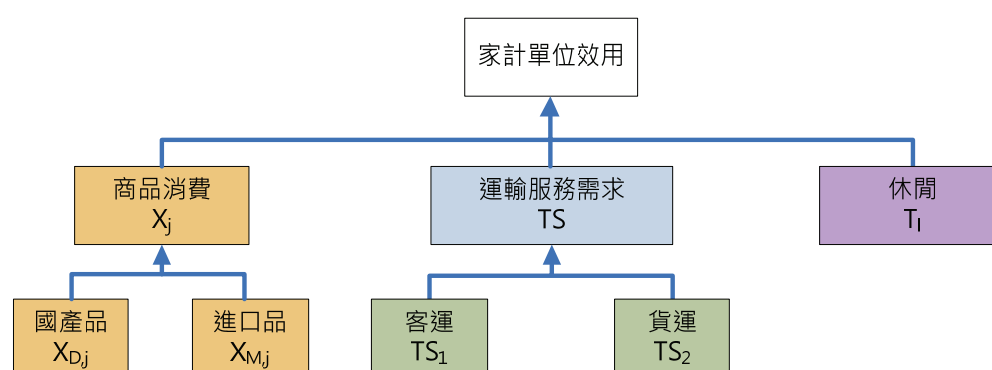 家計單位效用
商品消費
Xj
運輸服務需求
TS
休閒
Tl
國產品
XD,j
進口品
XM,j
客運
TS1
貨運
TS2